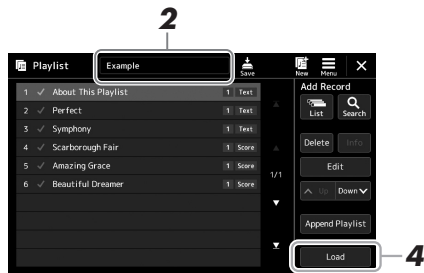 2
Playlist Example Save New Menu
1 About This Playlist 1 Text
2 Perfect 1 Text
3 Symphony 1 Text
4 Scarborough Fair 1 Score
5 Amazing Grace 1 Score
6 Beautiful Dreamer 1 Score
1/1
Add Record
List Search
Delete Info
Edit
Up Down
Append Playlist
Load 4